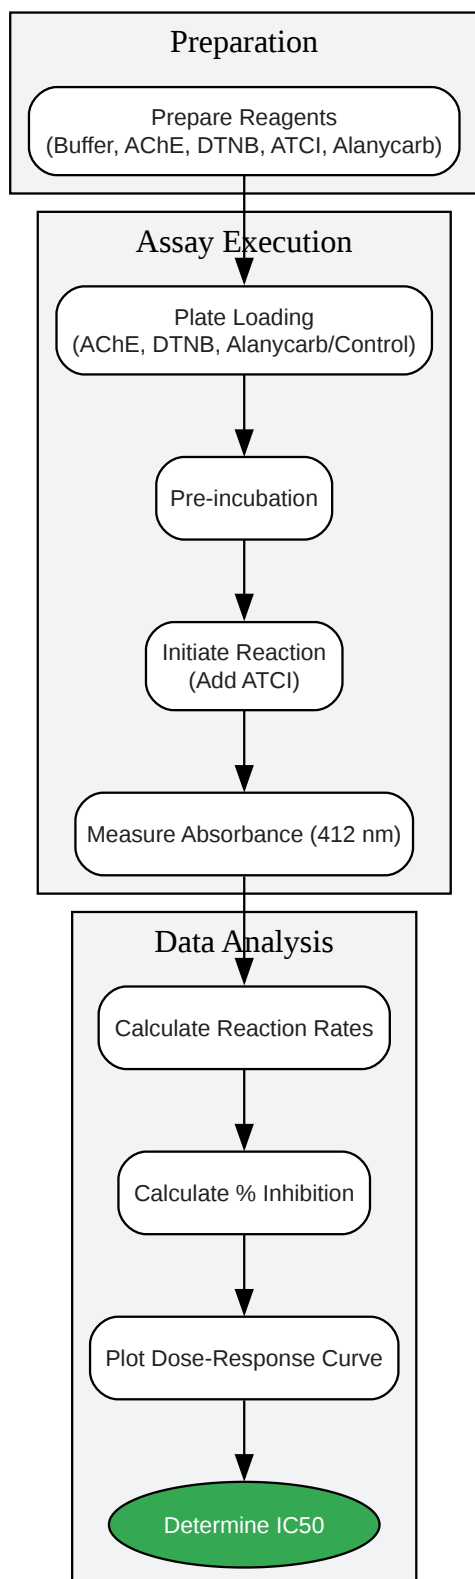 Preparation
Prepare Reagents
(Buffer, AChE, DTNB, ATCI, Alanycarb)
Assay Execution
Plate Loading
(AChE, DTNB, Alanycarb/Control)
Pre-incubation
Initiate Reaction
(Add ATCI)
Measure Absorbance (412 nm)
Data Analysis
Calculate Reaction Rates
Calculate % Inhibition
Plot Dose-Response Curve
Determine IC50